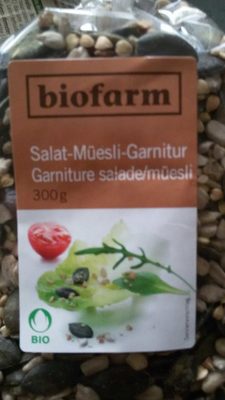 biofarm
Salat-Müesli-Garnitur
Garniture salade/müesli
300g
BIO